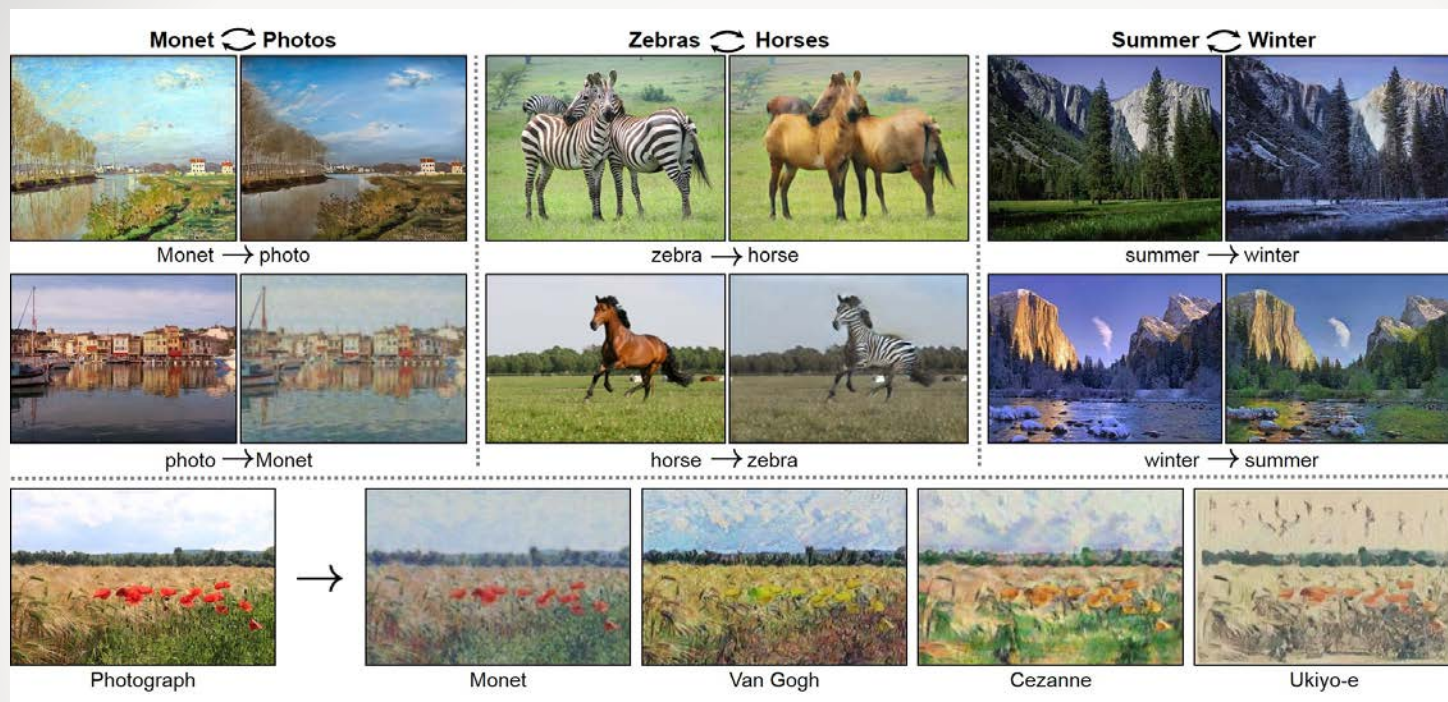 Monet ⇄ Photos
Zebras ⇄ Horses
Summer ⇄ Winter
Monet → photo
zebra → horse
summer → winter
photo → Monet
horse → zebra
winter → summer
Photograph
Monet
Van Gogh
Cezanne
Ukiyo-e